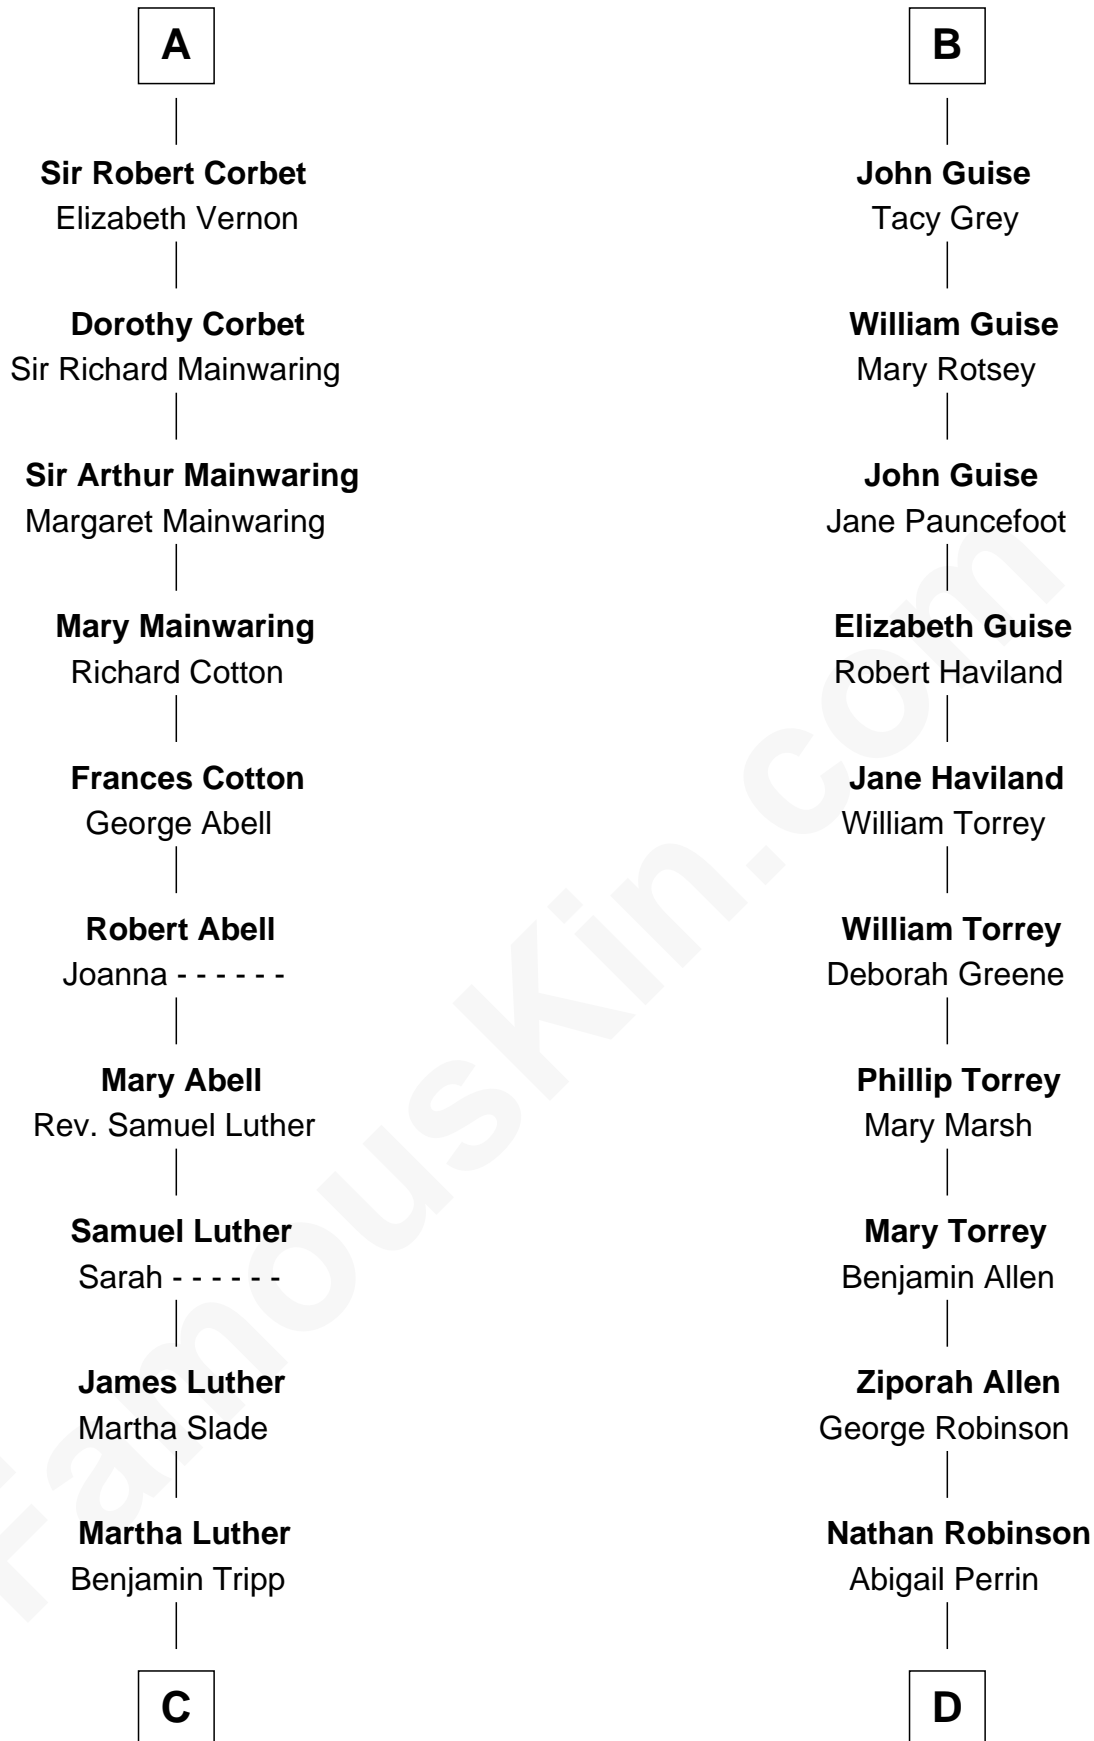 A
Sir Robert Corbet
Elizabeth Vernon
Dorothy Corbet
Sir Richard Mainwaring
Sir Arthur Mainwaring
Margaret Mainwaring
Mary Mainwaring
Richard Cotton
Frances Cotton
George Abell
Robert Abell
Joanna - - - - - -
Mary Abell
Rev. Samuel Luther
Samuel Luther
Sarah - - - - - -
James Luther
Martha Slade
Martha Luther
Benjamin Tripp
C
B
John Guise
Tacy Grey
William Guise
Mary Rotsey
John Guise
Jane Pauncefoot
Elizabeth Guise
Robert Haviland
Jane Haviland
William Torrey
William Torrey
Deborah Greene
Phillip Torrey
Mary Marsh
Mary Torrey
Benjamin Allen
Ziporah Allen
George Robinson
Nathan Robinson
Abigail Perrin
D
FamousKin.com